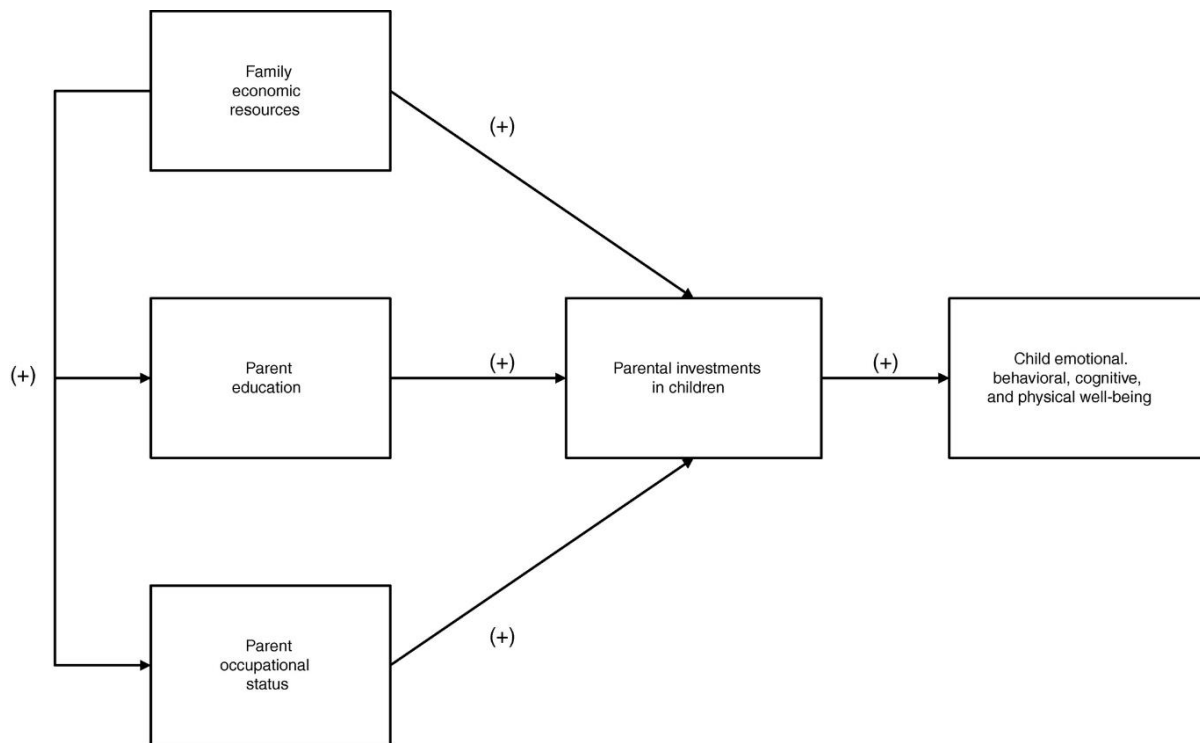 Family
economic
resources
(+)
(+)
Parent
education
(+)
Parental investments
in children
(+)
Child emotional.
behavioral, cognitive,
and physical well-being
Parent
occupational
status
(+)